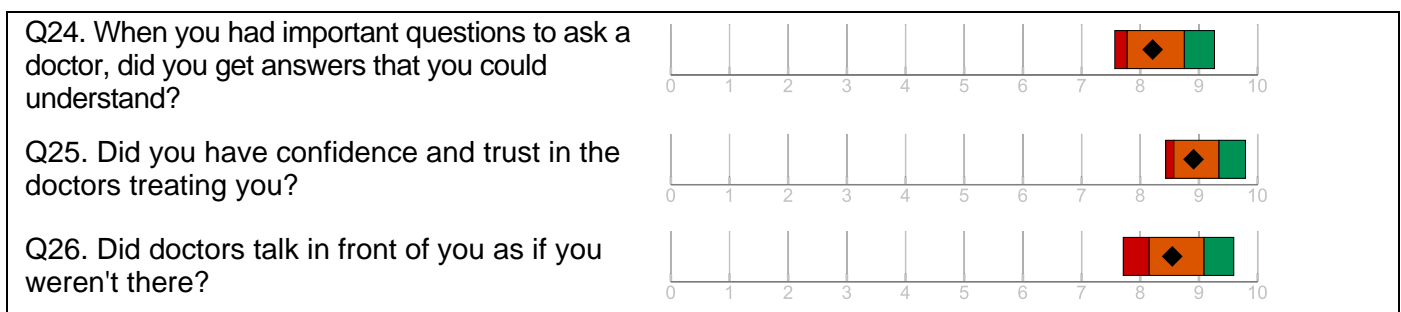 Q24. When you had important questions to ask a
doctor, did you get answers that you could
understand?
0 1 2 3 4 5 6 7 8 9 10
Q25. Did you have confidence and trust in the
doctors treating you?
0 1 2 3 4 5 6 7 8 9 10
Q26. Did doctors talk in front of you as if you
weren't there?
0 1 2 3 4 5 6 7 8 9 10